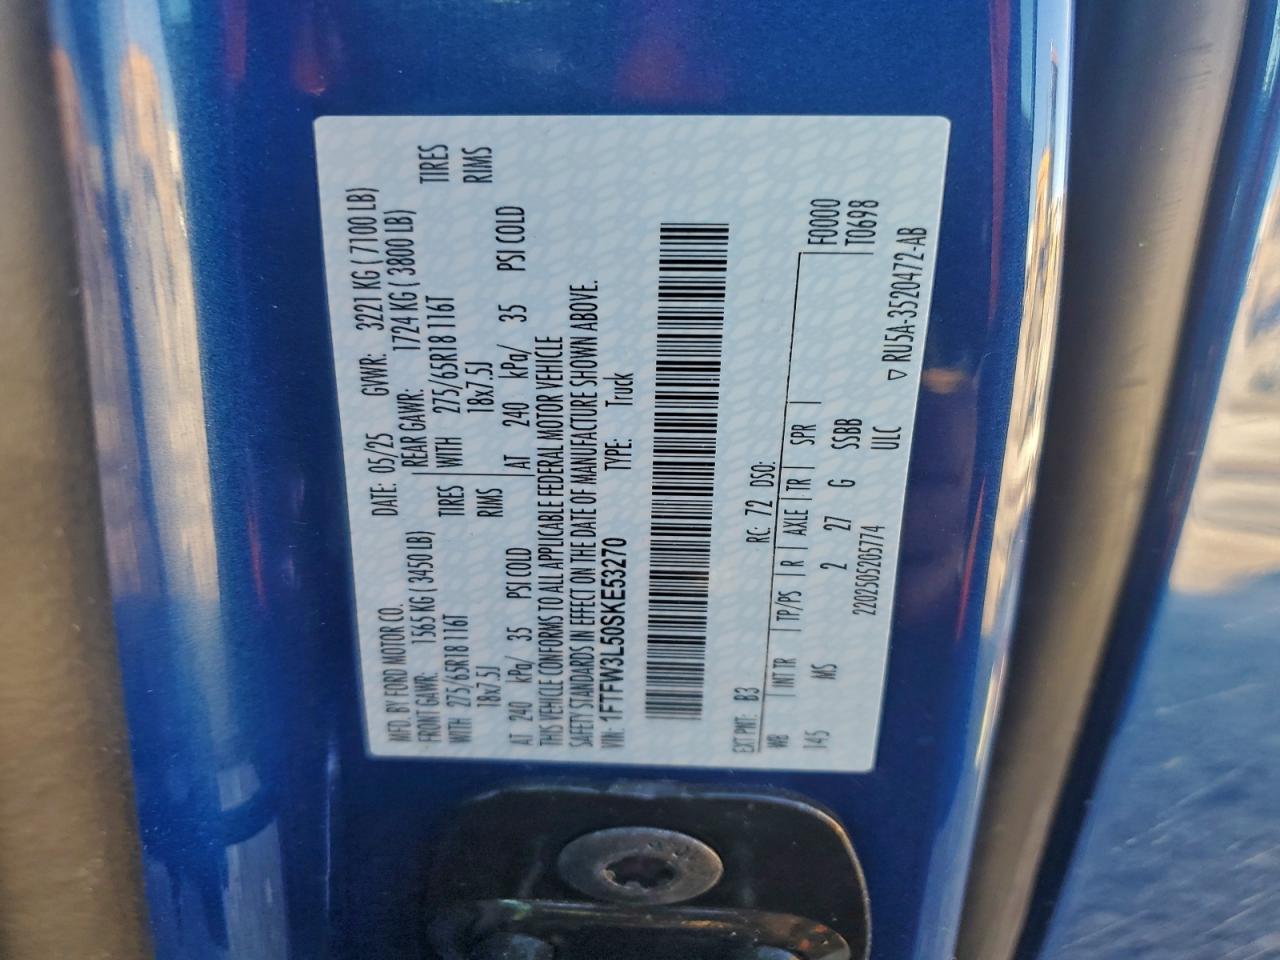 MFD. BY FORD MOTOR CO.
DATE: 05/25 GVWR: 3221 KG ( 7100 LB)
FRONT GAWR: 1565 KG ( 3450 LB) REAR GAWR: 1724 KG ( 3800 LB)
WITH 275/65R18 116T TIRES WITH 275/65R18 116T TIRES
18x7.5J RIMS 18x7.5J RIMS
AT 240 kPa/ 35 PSI COLD AT 240 kPa/ 35 PSI COLD
THIS VEHICLE CONFORMS TO ALL APPLICABLE FEDERAL MOTOR VEHICLE
SAFETY STANDARDS IN EFFECT ON THE DATE OF MANUFACTURE SHOWN ABOVE.
VIN: 1FTFW3L50SKE53270 TYPE: Truck
EXT PNT: B3 RC: 72 DSO:
WB INT TR TP/PS R AXLE TR SPR F0000
145 MS 2 27 G SSBB T0698
2202505205774 ULC
▽ RU5A-3520472-AB